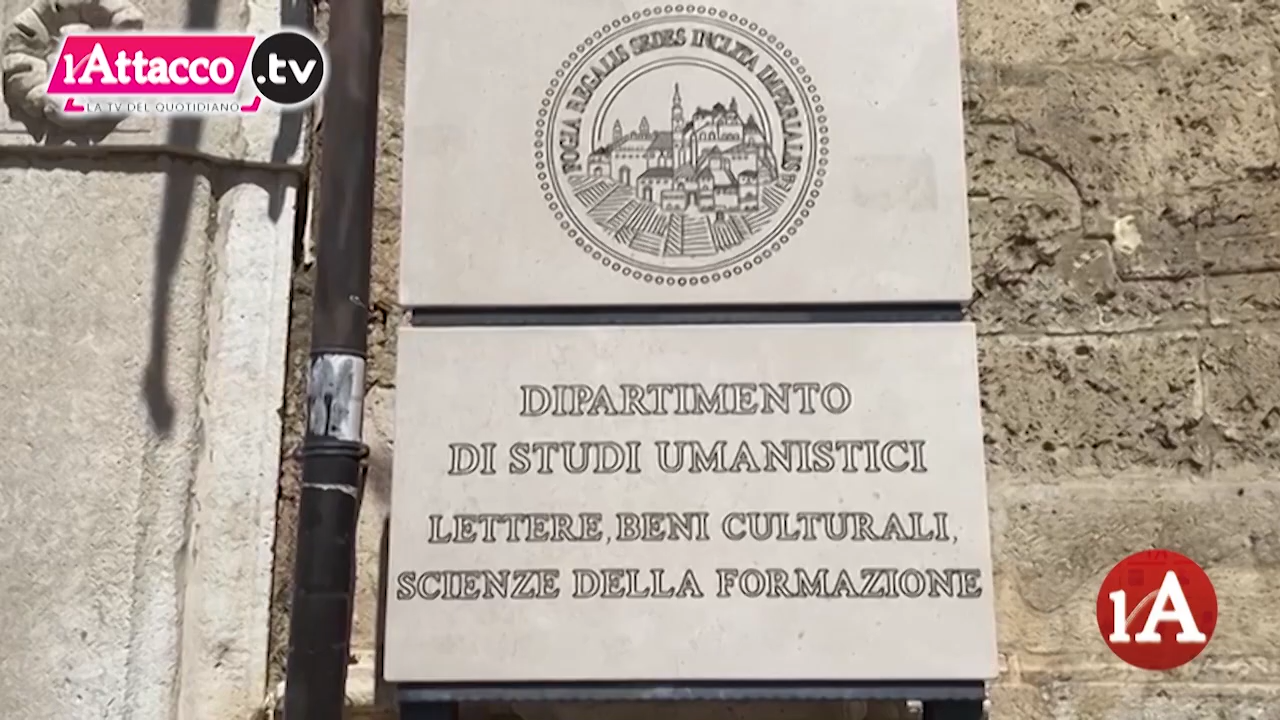 l'Attacco .tv
LA TV DEL QUOTIDIANO
FOGIA REGALIS SEDES INCLITA IMPERIALIS
DIPARTIMENTO
DI STUDI UMANISTICI
LETTERE, BENI CULTURALI,
SCIENZE DELLA FORMAZIONE
l'A